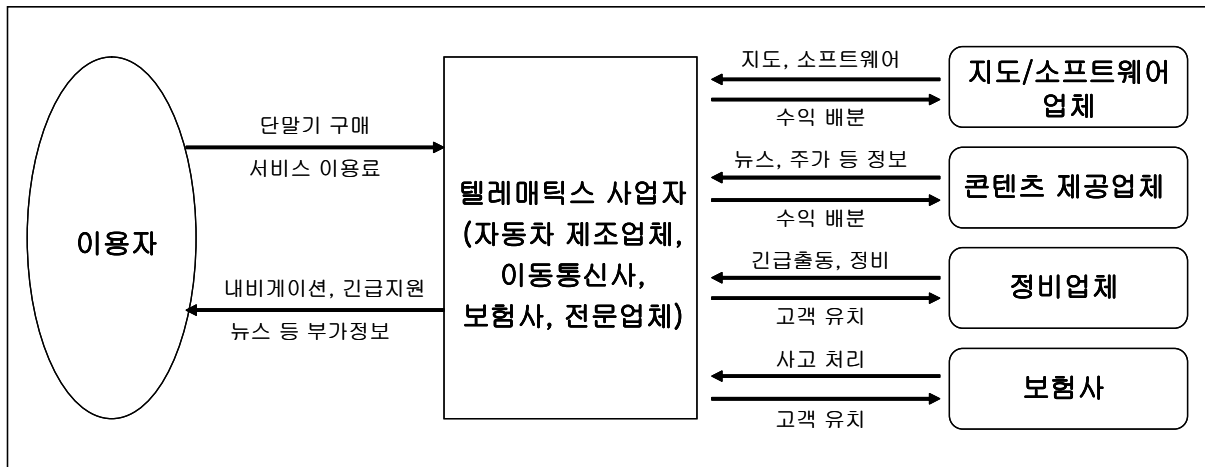 이용자
단말기 구매
서비스 이용료
내비게이션, 긴급지원
뉴스 등 부가정보
텔레매틱스 사업자
(자동차 제조업체,
이동통신사,
보험사, 전문업체)
지도, 소프트웨어
수익 배분
지도/소프트웨어
업체
뉴스, 주가 등 정보
수익 배분
콘텐츠 제공업체
긴급출동, 정비
고객 유치
정비업체
사고 처리
고객 유치
보험사